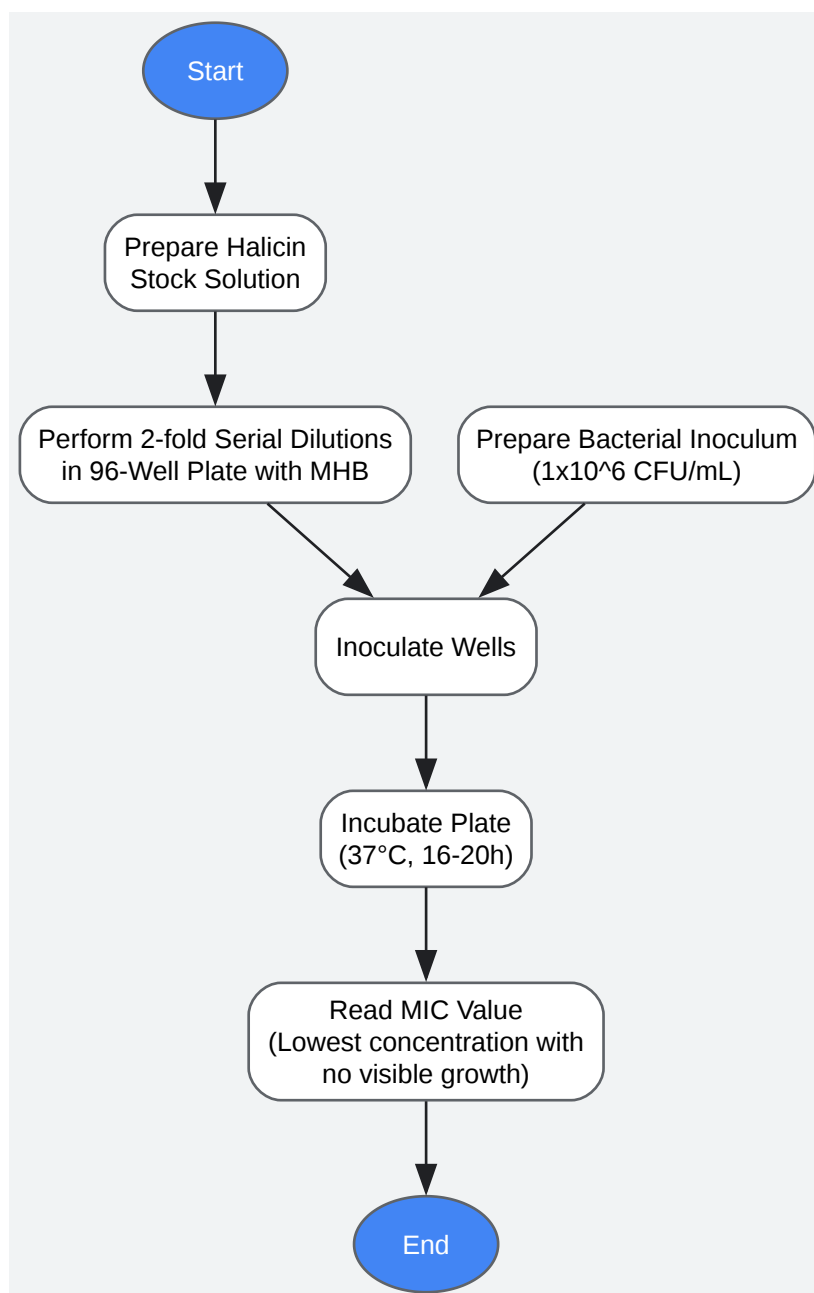 Start
Prepare Halicin
Stock Solution
Perform 2-fold Serial Dilutions
in 96-Well Plate with MHB
Prepare Bacterial Inoculum
(1x10^6 CFU/mL)
Inoculate Wells
Incubate Plate
(37°C, 16-20h)
Read MIC Value
(Lowest concentration with
no visible growth)
End